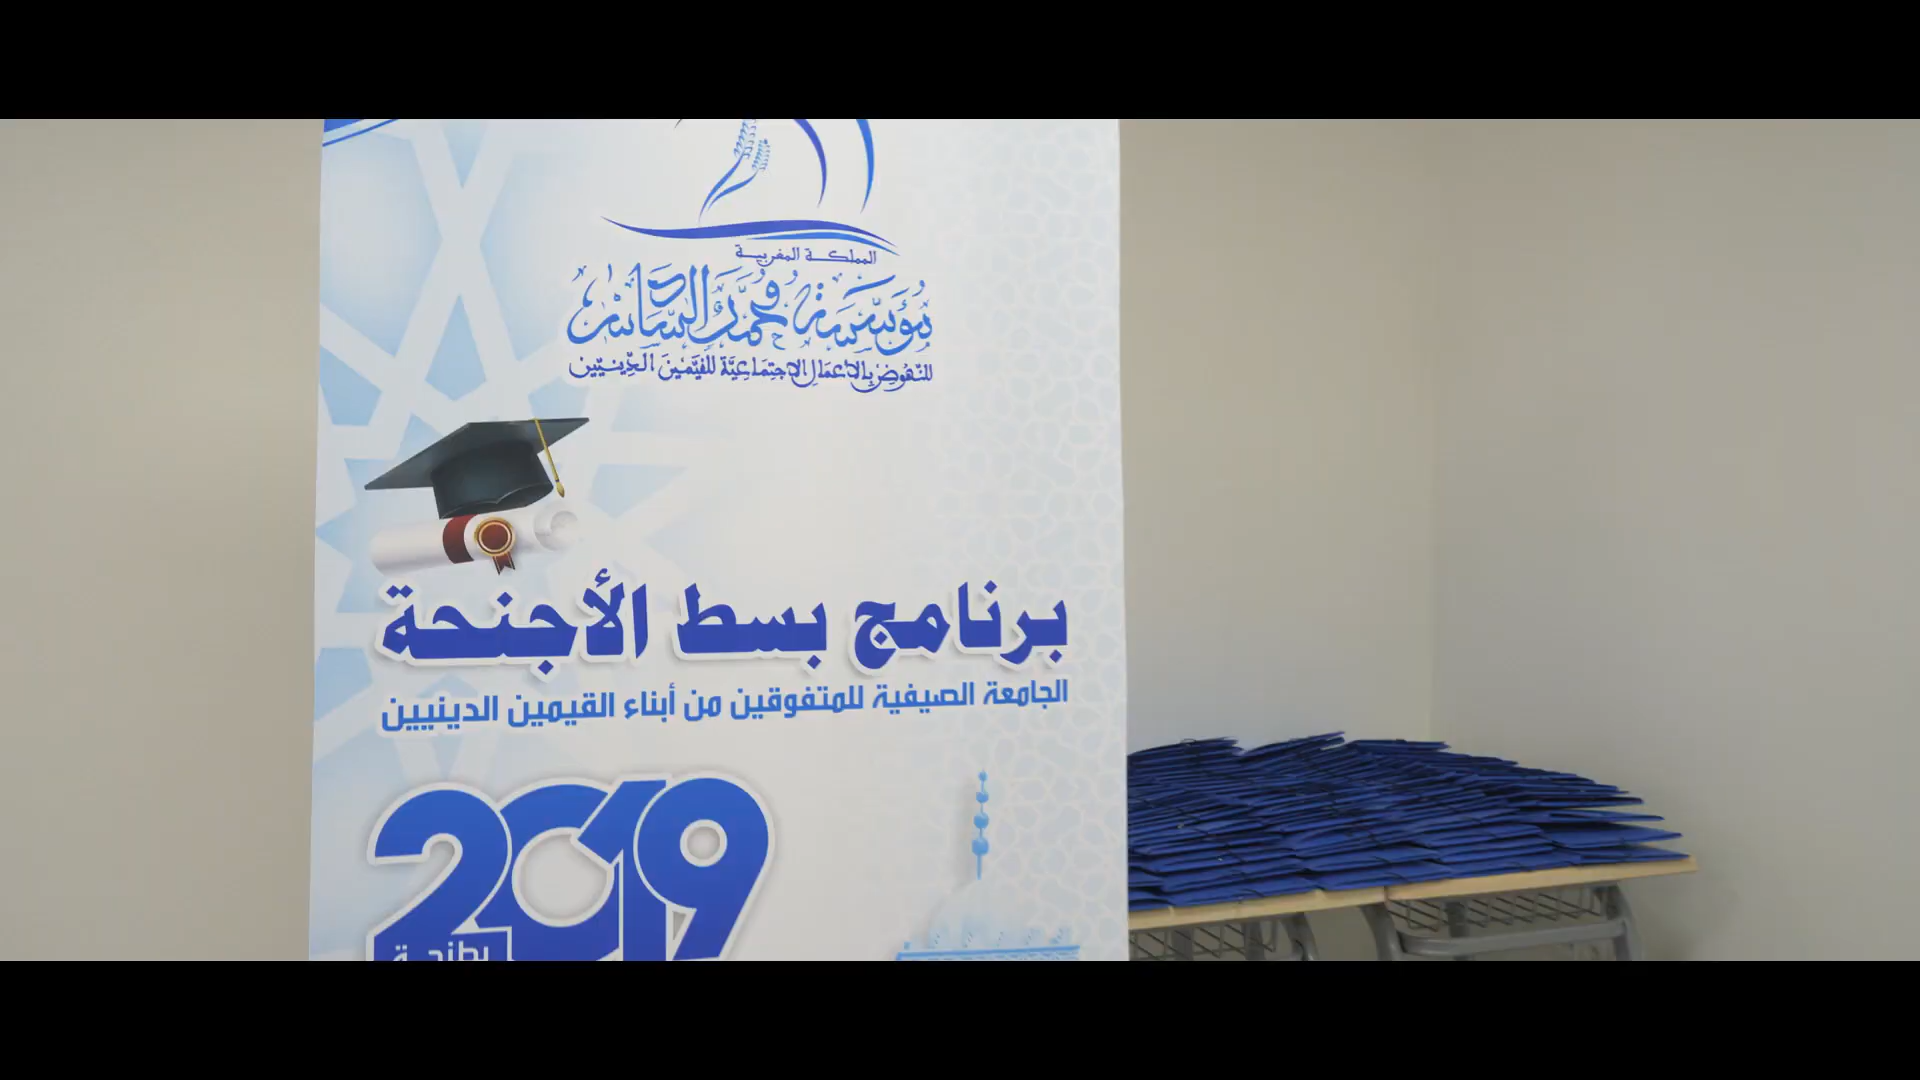 المملكة المغربية
مؤسسة محمد السادس
للنهوض بالأعمال الاجتماعية للقيمين الدينيين
برنامج بسط الأجنحة
الجامعة الصيفية للمتفوقين من أبناء القيمين الدينيين
2019
بطنجة